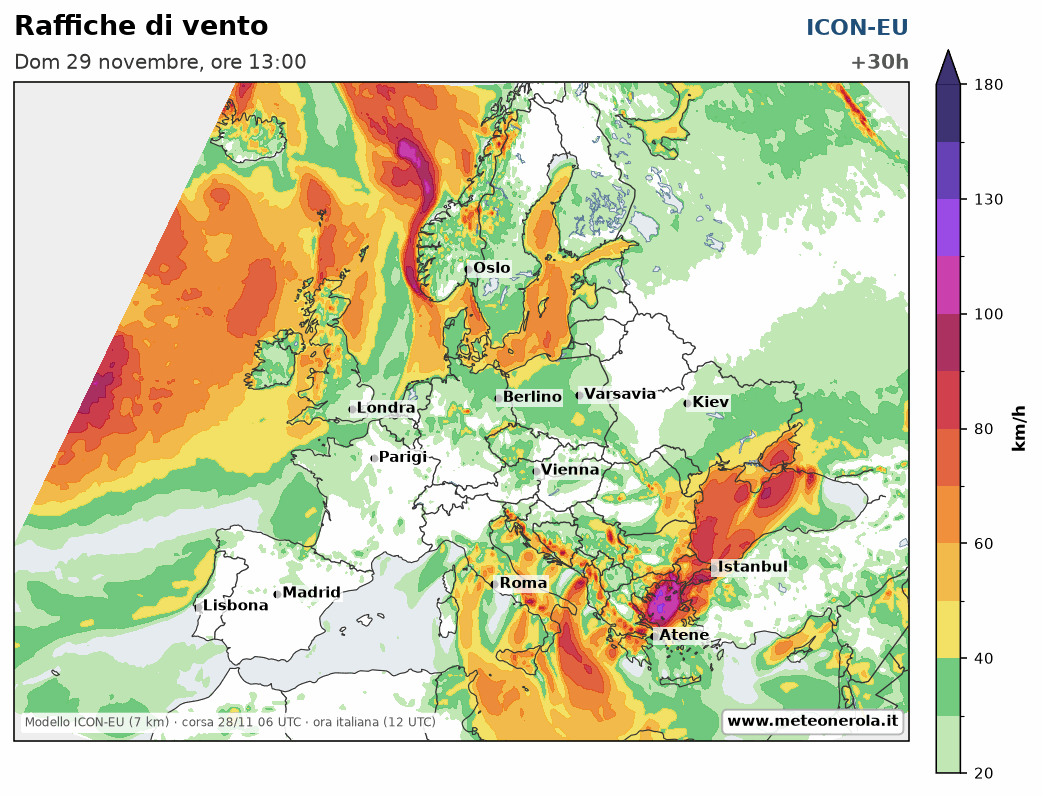 Raffiche di vento
ICON-EU
Dom 29 novembre, ore 13:00
+30h
180
130
100
80
60
40
20
km/h
Oslo
Londra
Berlino
Varsavia
Kiev
Parigi
Vienna
Istanbul
Roma
Madrid
Lisbona
Atene
Modello ICON-EU (7 km) · corsa 28/11 06 UTC · ora italiana (12 UTC)
www.meteonerola.it